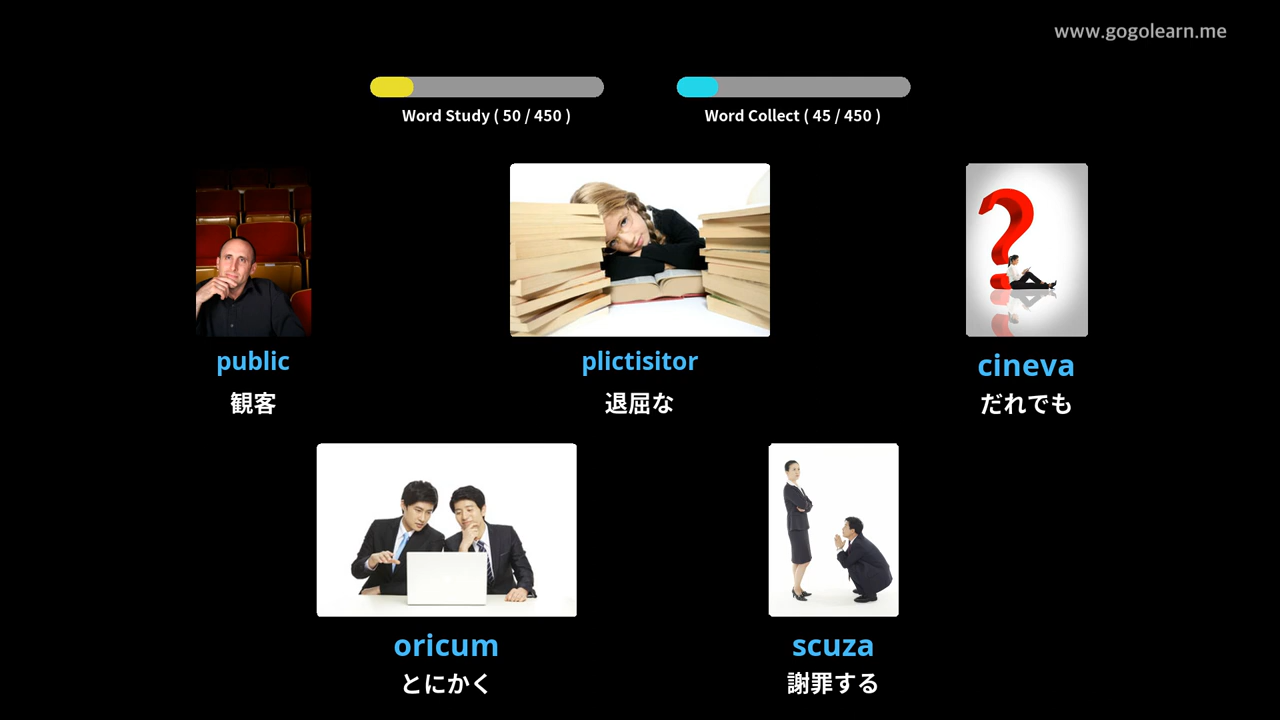 www.gogolearn.me
Word Study ( 50 / 450 )
Word Collect ( 45 / 450 )
public
観客
plictisitor
退屈な
cineva
だれでも
oricum
とにかく
scuza
謝罪する